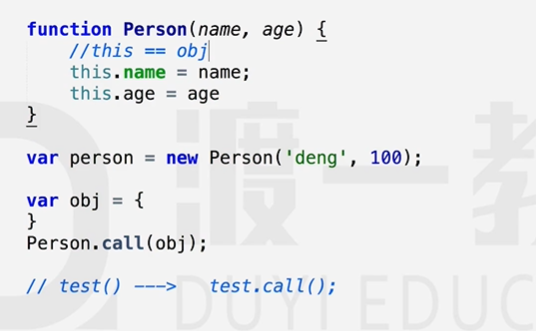 function Person(name, age) {
//this == obj
this.name = name;
this.age = age
}
var person = new Person('deng', 100);
var obj = {
}
Person.call(obj);
// test() --->   test.call();
渡一教
DUYI EDUC